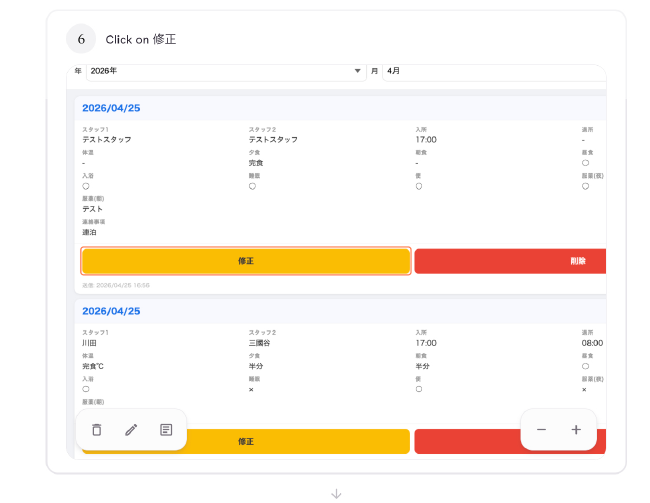 6 Click on 修正
年 2026年 月 4月
2026/04/25
スタッフ1 スタッフ2 入所 退所
テストスタッフ テストスタッフ 17:00 -
体温 夕食 朝食 昼食
- 完食 - ○
入浴 睡眠 便 服薬(夜)
○ ○ ○ ○
服薬(朝)
テスト
連絡事項
連泊
修正 削除
送信: 2026/04/25 16:56
2026/04/25
スタッフ1 スタッフ2 入所 退所
川田 三國谷 17:00 08:00
体温 夕食 朝食 昼食
完食℃ 半分 半分 ○
入浴 睡眠 便 服薬(夜)
○ × ○ ×
服薬(朝)
修正